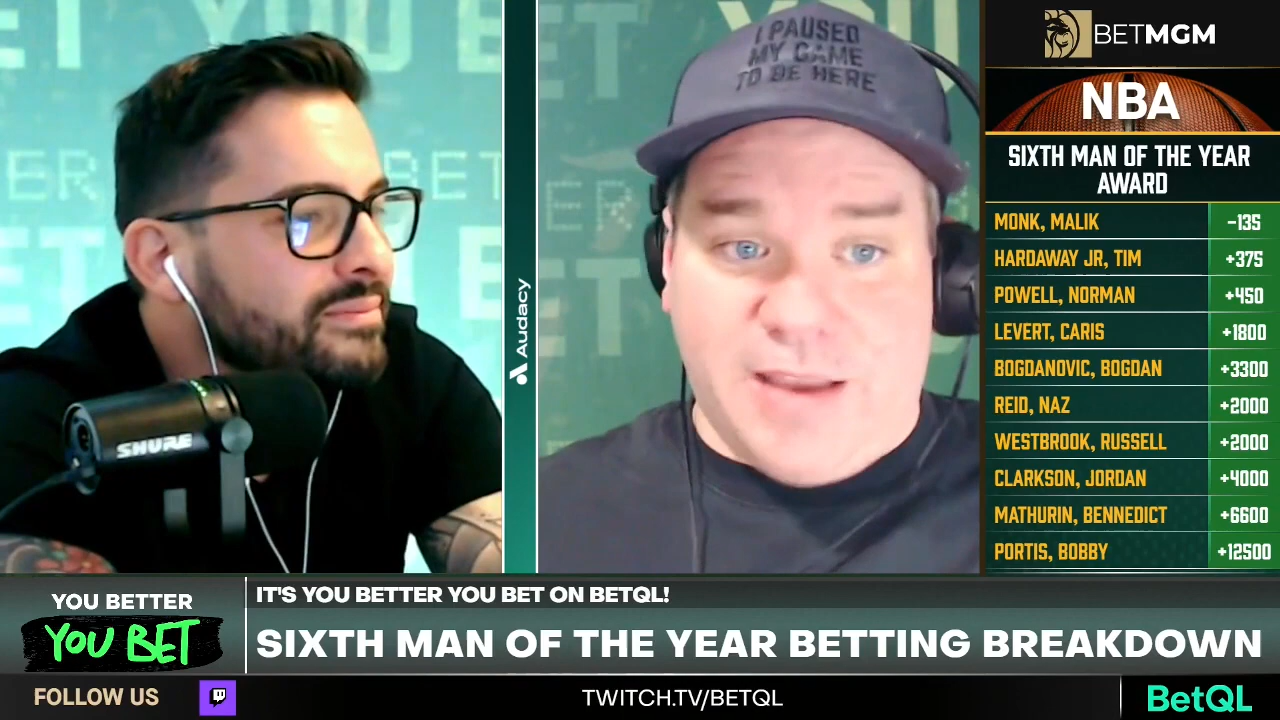 I PAUSED
MY GAME
TO BE HERE
SHURE
Audacy
BETMGM
NBA
SIXTH MAN OF THE YEAR
AWARD
MONK, MALIK -135
HARDAWAY JR, TIM +375
POWELL, NORMAN +450
LEVERT, CARIS +1800
BOGDANOVIC, BOGDAN +3300
REID, NAZ +2000
WESTBROOK, RUSSELL +2000
CLARKSON, JORDAN +4000
MATHURIN, BENNEDICT +6600
PORTIS, BOBBY +12500
YOU BETTER
YOU BET
IT'S YOU BETTER YOU BET ON BETQL!
SIXTH MAN OF THE YEAR BETTING BREAKDOWN
FOLLOW US
TWITCH.TV/BETQL
BetQL